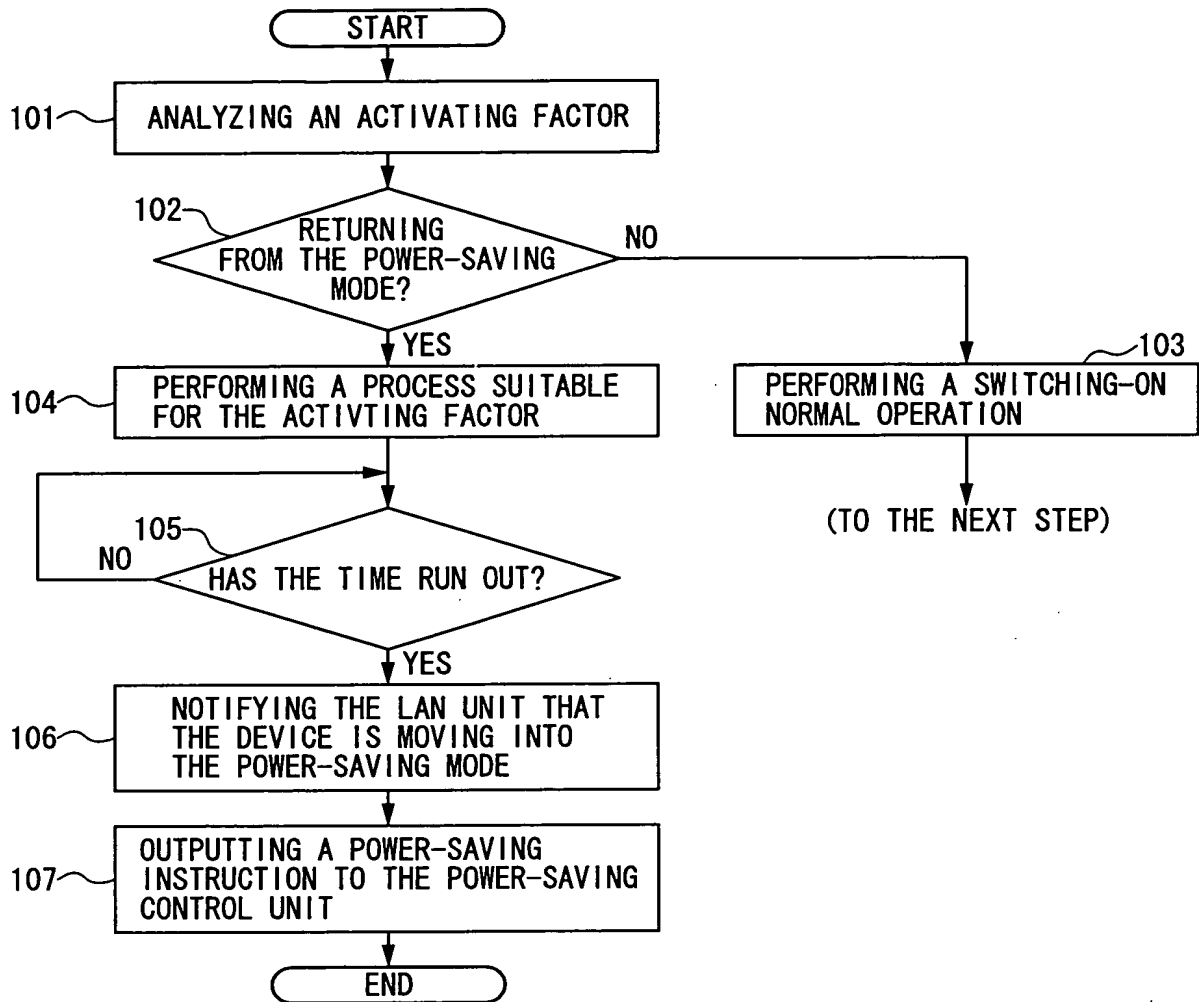 START
101
ANALYZING AN ACTIVATING FACTOR
102
RETURNING
FROM THE POWER-SAVING
MODE?
NO
YES
103
104
PERFORMING A PROCESS SUITABLE
FOR THE ACTIVTING FACTOR
PERFORMING A SWITCHING-ON
NORMAL OPERATION
(TO THE NEXT STEP)
105
NO
HAS THE TIME RUN OUT?
YES
106
NOTIFYING THE LAN UNIT THAT
THE DEVICE IS MOVING INTO
THE POWER-SAVING MODE
107
OUTPUTTING A POWER-SAVING
INSTRUCTION TO THE POWER-SAVING
CONTROL UNIT
END